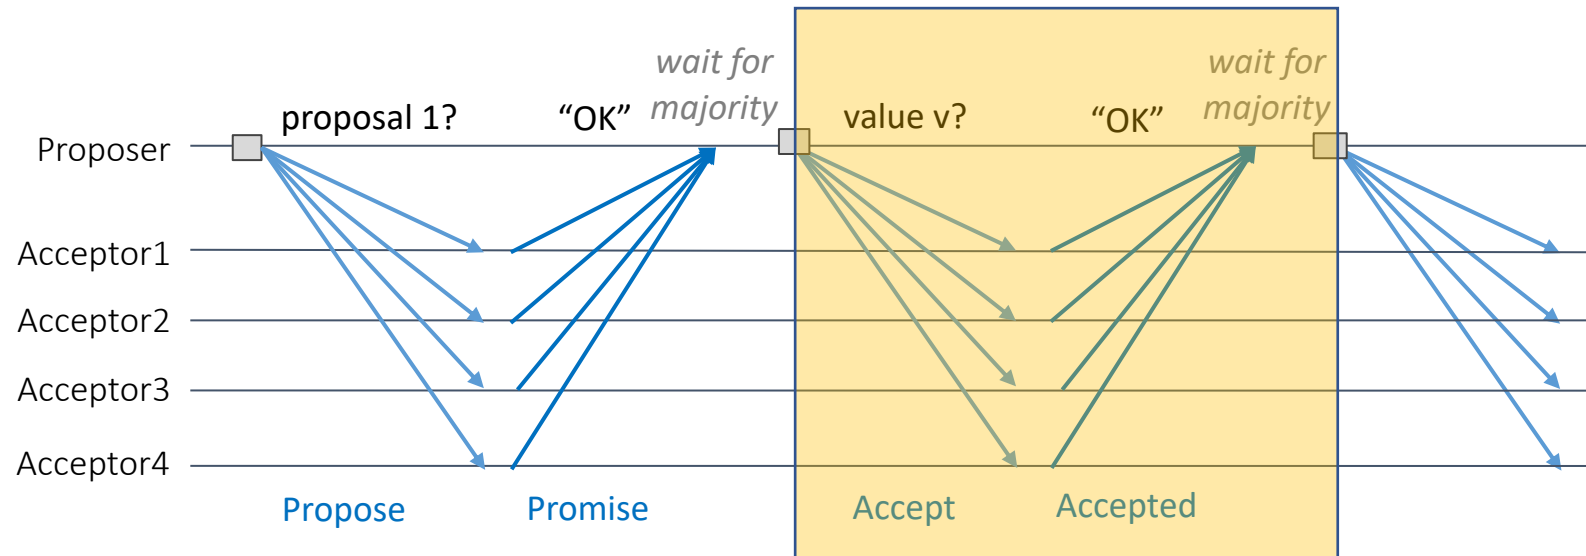 wait for
majority
wait for
majority
proposal 1?
“OK”
value v?
“OK”
Proposer
Acceptor1
Acceptor2
Acceptor3
Acceptor4
Propose
Promise
Accept
Accepted